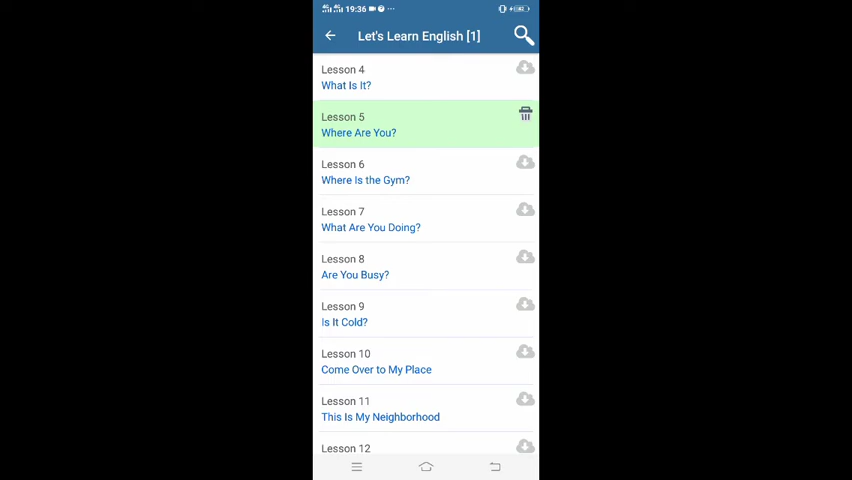 19:36
Let's Learn English [1]
Lesson 4
What Is It?
Lesson 5
Where Are You?
Lesson 6
Where Is the Gym?
Lesson 7
What Are You Doing?
Lesson 8
Are You Busy?
Lesson 9
Is It Cold?
Lesson 10
Come Over to My Place
Lesson 11
This Is My Neighborhood
Lesson 12